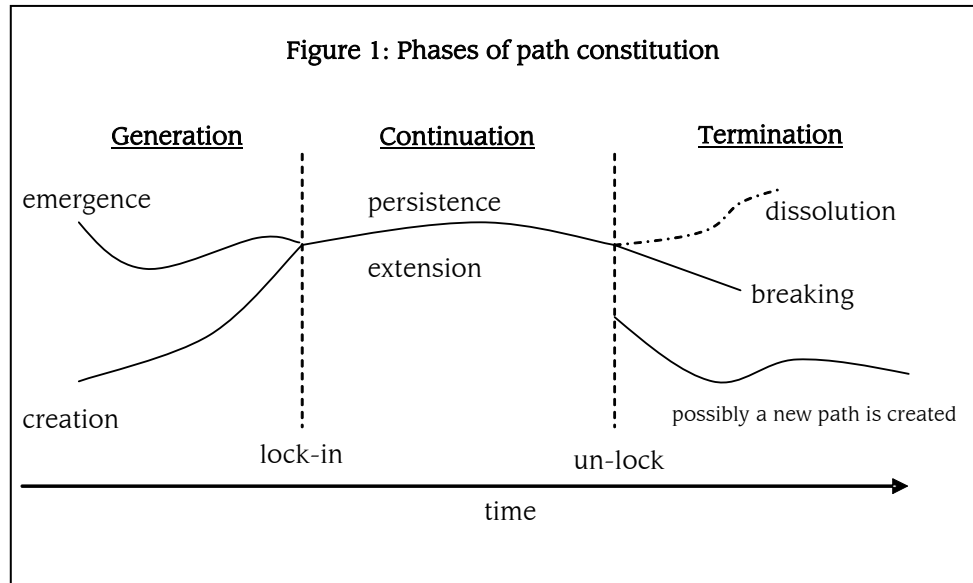 Figure 1: Phases of path constitution
Generation
Continuation
Termination
emergence
persistence
dissolution
extension
breaking
creation
possibly a new path is created
lock-in
un-lock
time